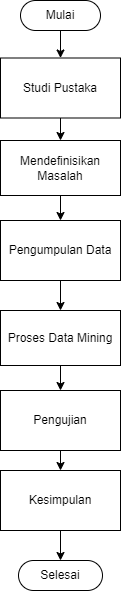 Mulai
Studi Pustaka
Mendefinisikan
Masalah
Pengumpulan Data
Proses Data Mining
Pengujian
Kesimpulan
Selesai